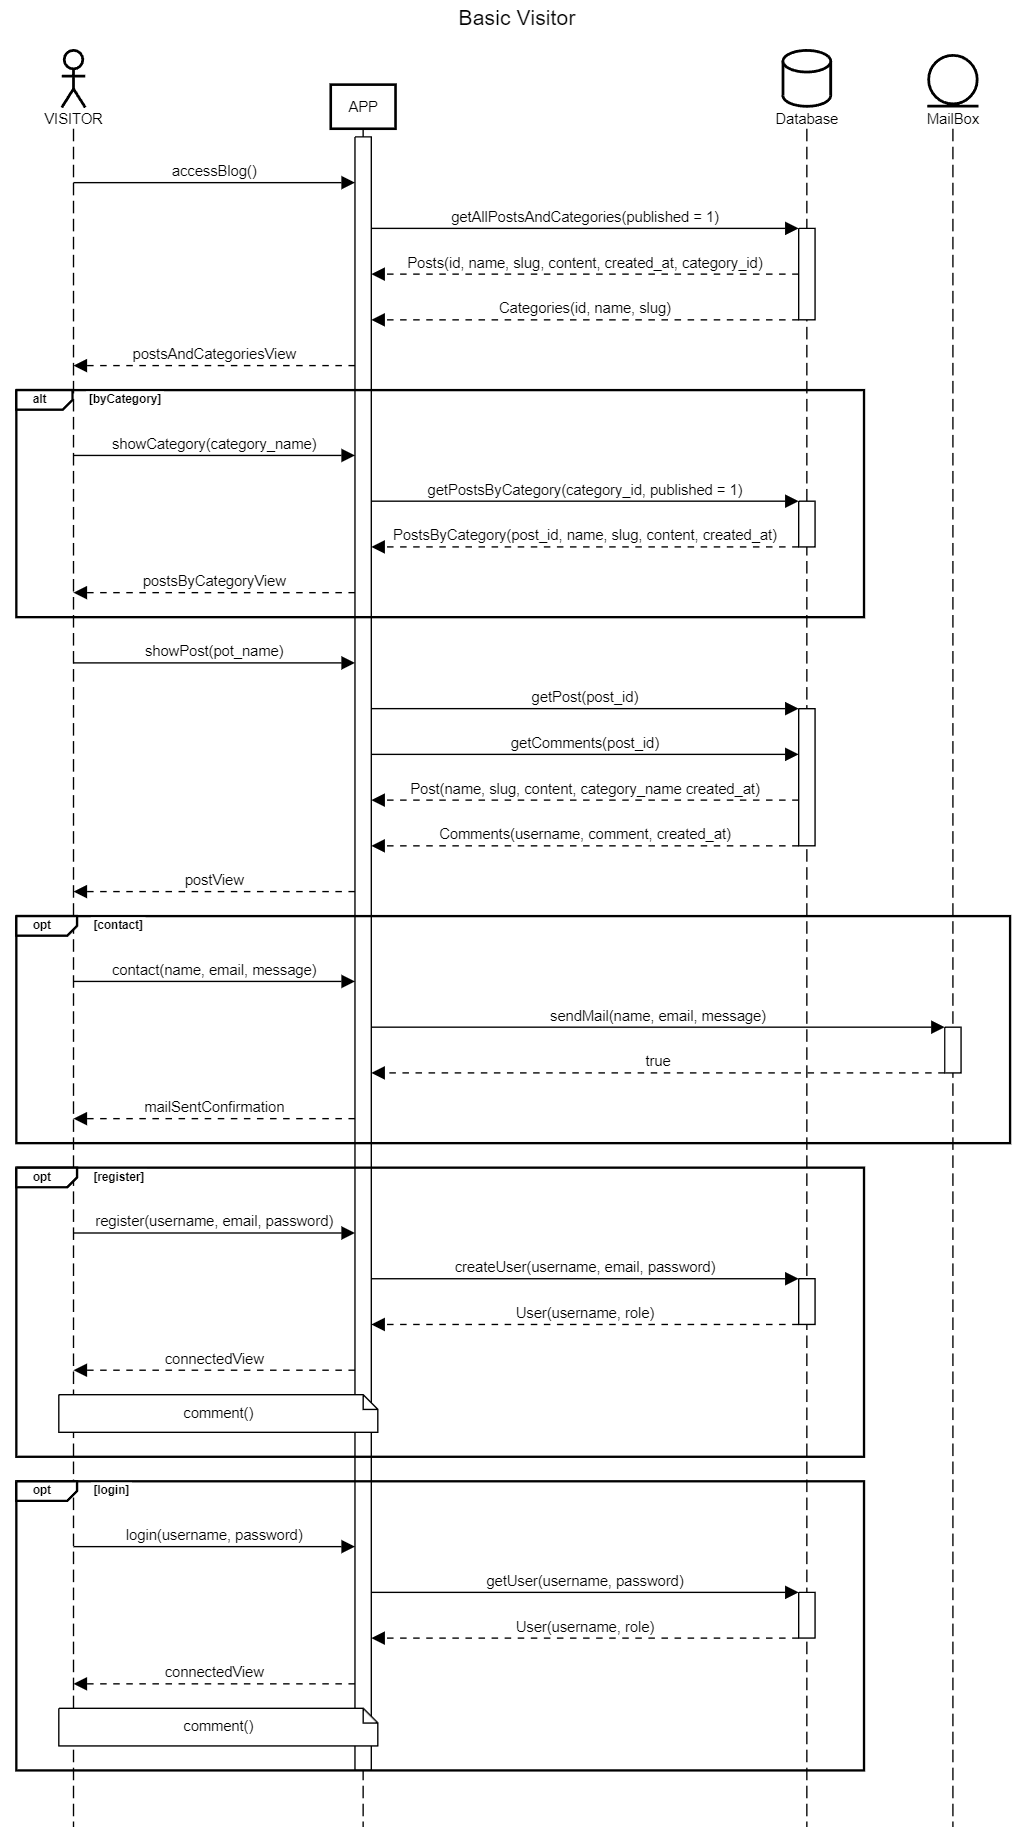 Basic Visitor
VISITOR
APP
Database
MailBox
accessBlog()
getAllPostsAndCategories(published = 1)
Posts(id, name, slug, content, created_at, category_id)
Categories(id, name, slug)
postsAndCategoriesView
alt
[byCategory]
showCategory(category_name)
getPostsByCategory(category_id, published = 1)
PostsByCategory(post_id, name, slug, content, created_at)
postsByCategoryView
showPost(pot_name)
getPost(post_id)
getComments(post_id)
Post(name, slug, content, category_name created_at)
Comments(username, comment, created_at)
postView
opt
[contact]
contact(name, email, message)
sendMail(name, email, message)
true
mailSentConfirmation
opt
[register]
register(username, email, password)
createUser(username, email, password)
User(username, role)
connectedView
comment()
opt
[login]
login(username, password)
getUser(username, password)
User(username, role)
connectedView
comment()